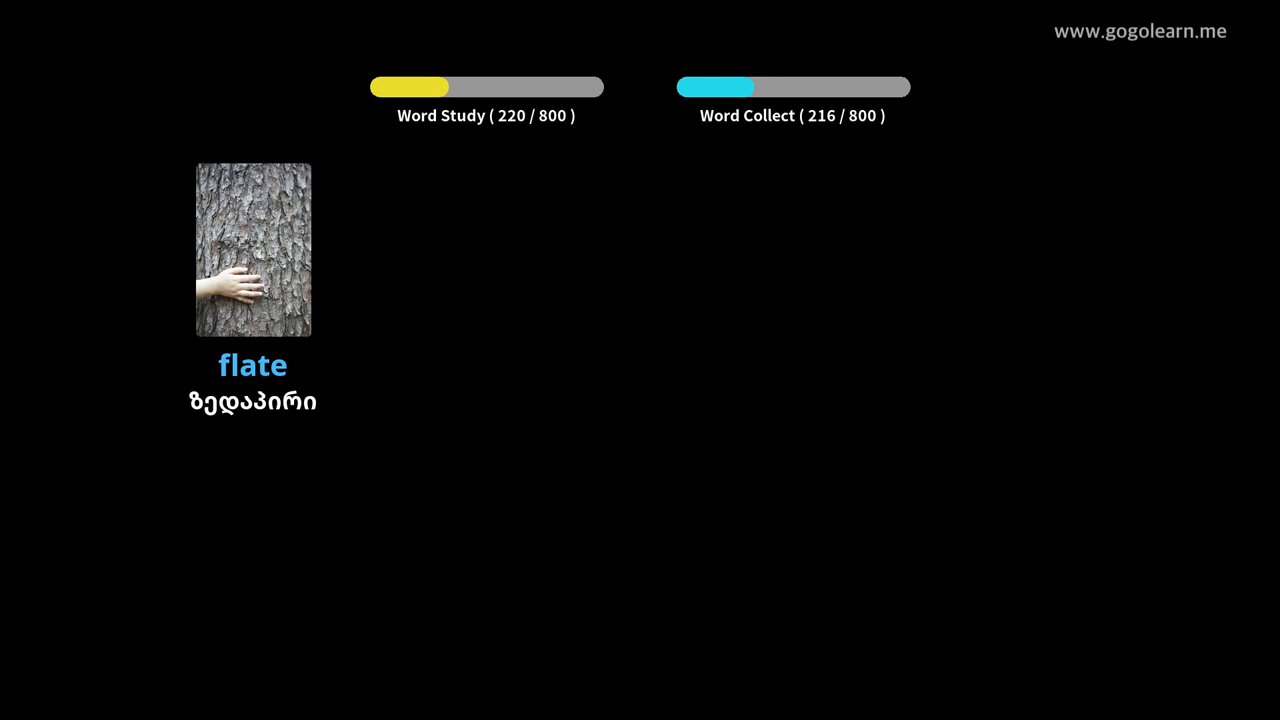 www.gogolearn.me
Word Study ( 220 / 800 )
Word Collect ( 216 / 800 )
flate
ზედაპირი